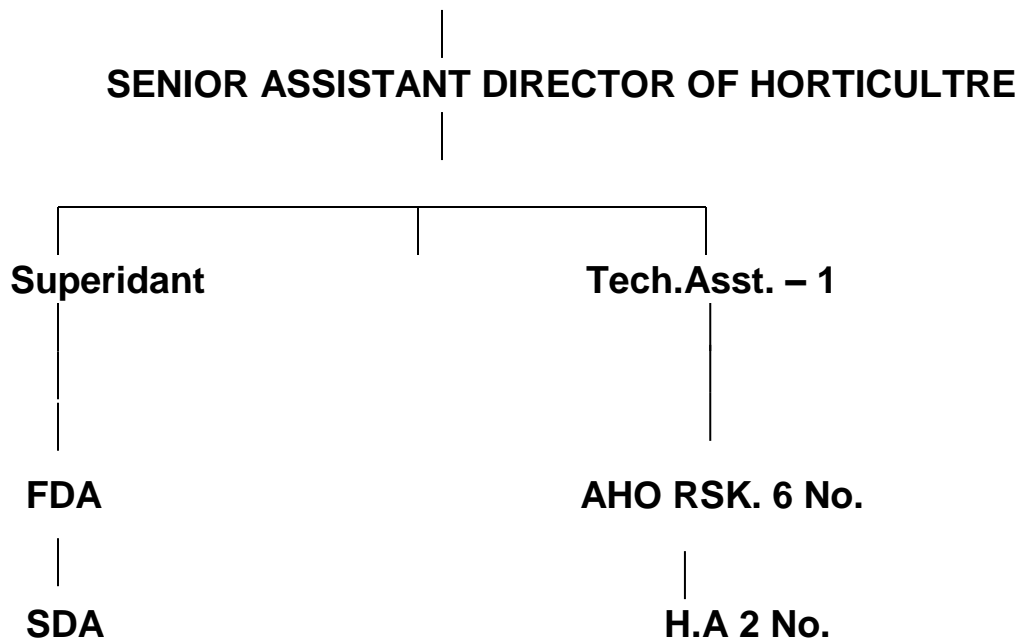 SENIOR ASSISTANT DIRECTOR OF HORTICULTRE
Superidant Tech.Asst. – 1
FDA AHO RSK. 6 No.
SDA H.A 2 No.